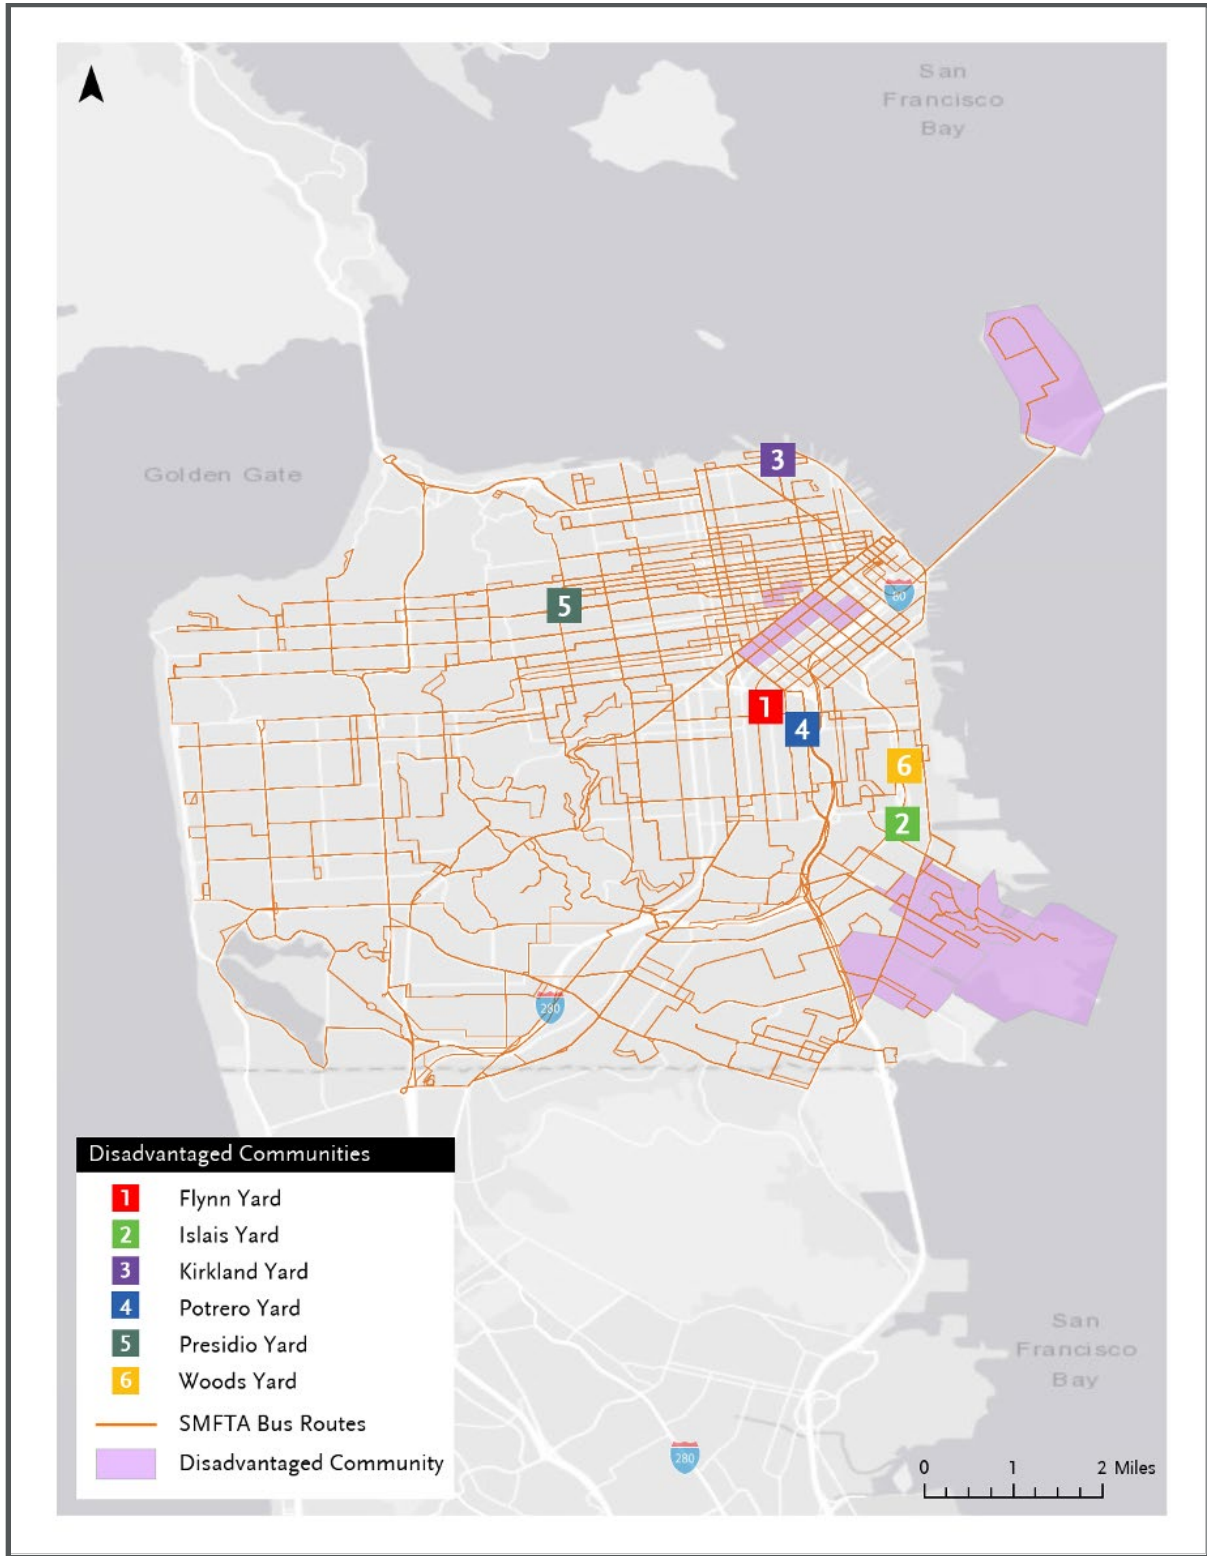 San
Francisco
Bay
Golden Gate
3
80
5
1
4
6
2
280
Disadvantaged Communities
1 Flynn Yard
2 Islais Yard
3 Kirkland Yard
4 Potrero Yard
5 Presidio Yard
6 Woods Yard
SMFTA Bus Routes
Disadvantaged Community
San
Francisco
Bay
280
0 1 2 Miles